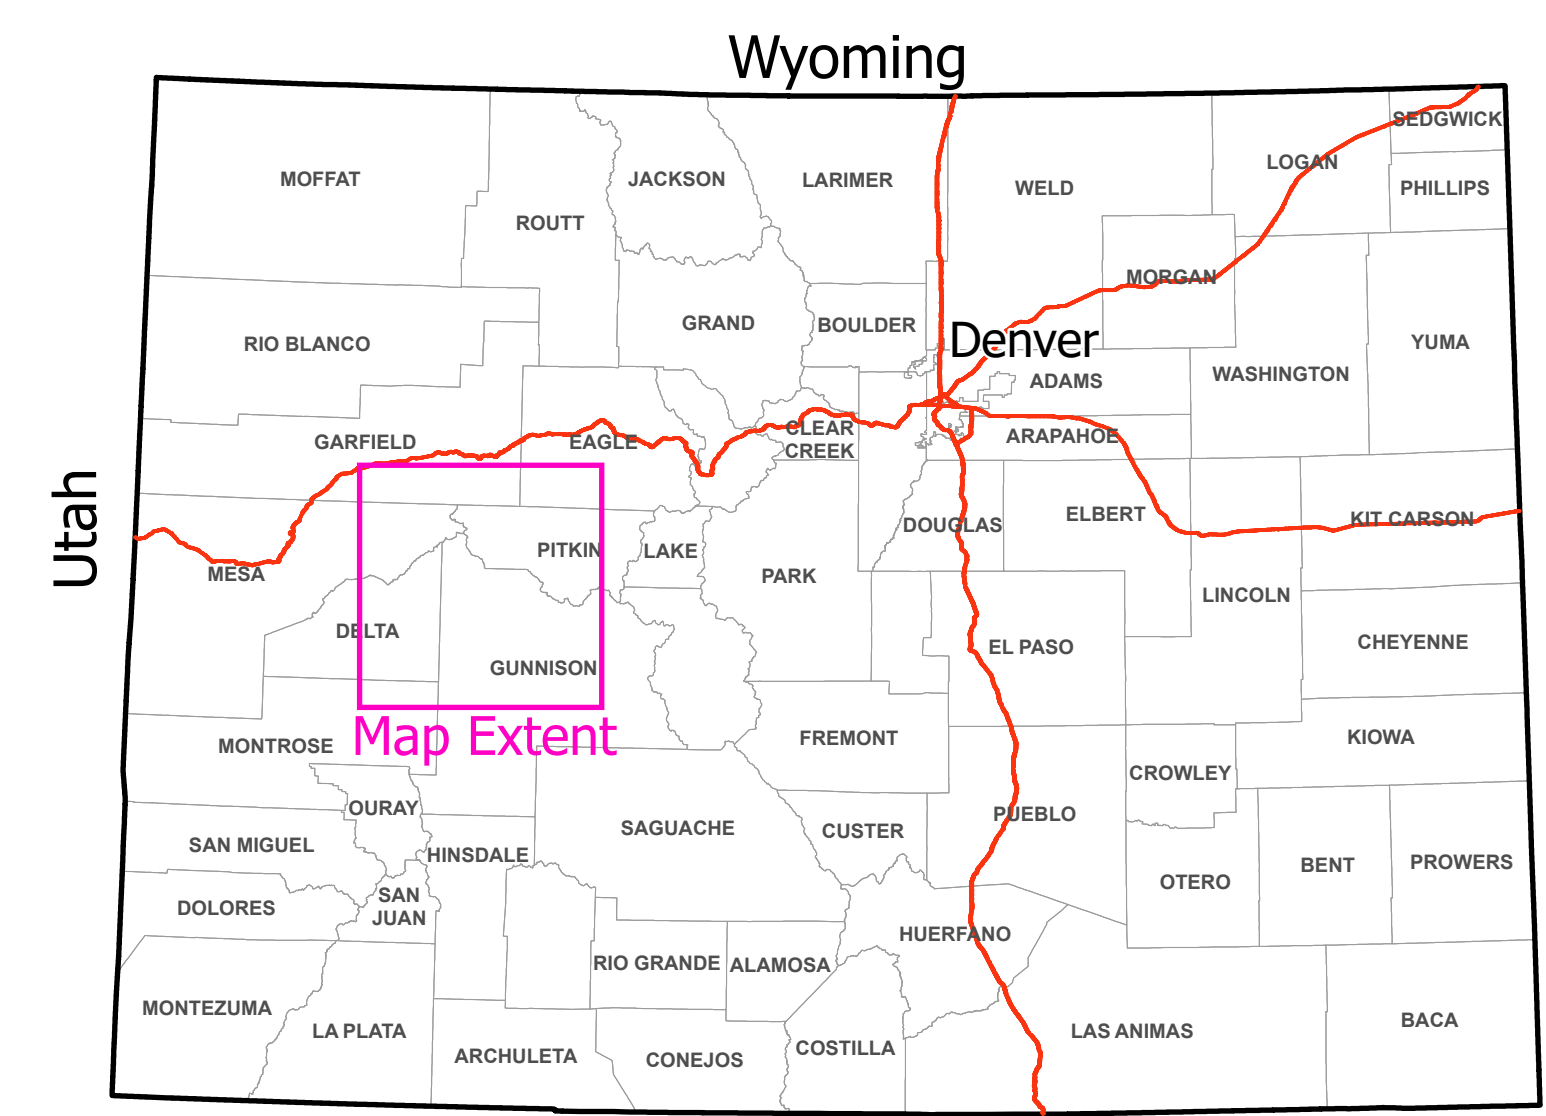 Wyoming
SEDGWICK
LOGAN
MOFFAT
JACKSON
LARIMER
WELD
PHILLIPS
ROUTT
MORGAN
GRAND
BOULDER
Denver
YUMA
RIO BLANCO
WASHINGTON
ADAMS
GARFIELD
EAGLE
CLEAR
CREEK
ARAPAHOE
Utah
DOUGLAS
ELBERT
KIT CARSON
PITKIN
LAKE
MESA
PARK
LINCOLN
DELTA
EL PASO
CHEYENNE
GUNNISON
Map Extent
MONTROSE
FREMONT
KIOWA
CROWLEY
OURAY
PUEBLO
SAGUACHE
CUSTER
SAN MIGUEL
HINSDALE
BENT
PROWERS
OTERO
SAN
JUAN
DOLORES
HUERFANO
RIO GRANDE
ALAMOSA
MONTEZUMA
LA PLATA
LAS ANIMAS
BACA
ARCHULETA
CONEJOS
COSTILLA